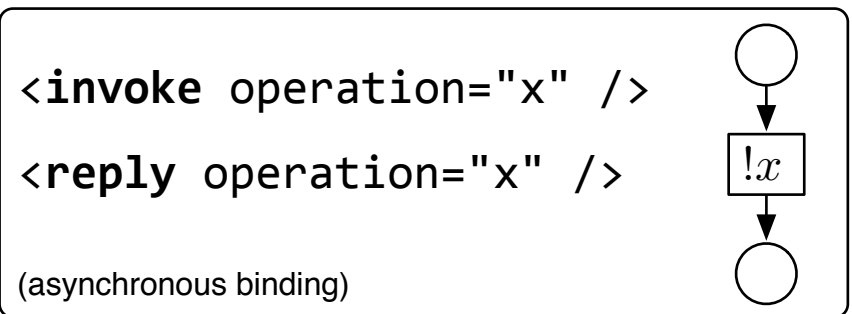 <invoke operation="x" />
!x
<reply operation="x" />
(asynchronous binding)